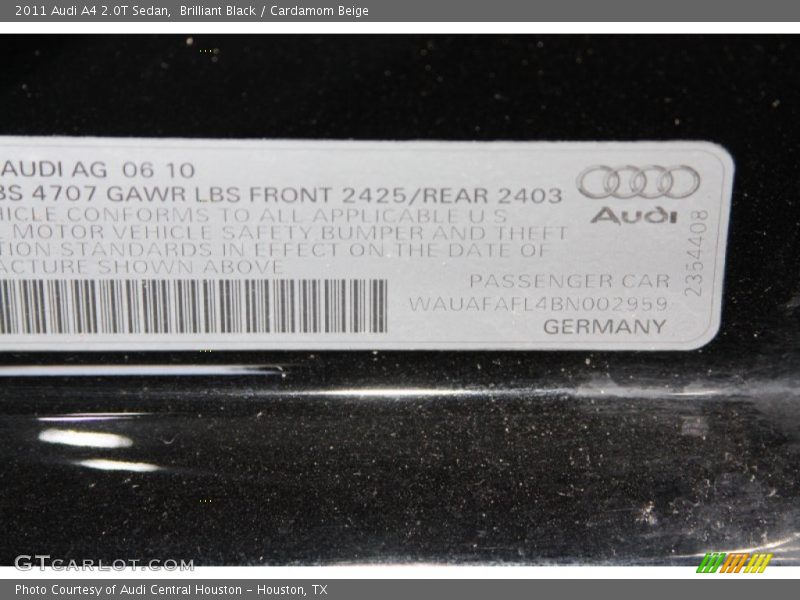 2011 Audi A4 2.0T Sedan,  Brilliant Black / Cardamom Beige
AUDI AG 06 10
BS 4707 GAWR LBS FRONT 2425/REAR 2403
HICLE CONFORMS TO ALL APPLICABLE U S
MOTOR VEHICLE SAFETY BUMPER AND THEFT
TION STANDARDS IN EFFECT ON THE DATE OF
ACTURE SHOWN ABOVE
Audi
2354408
PASSENGER CAR
WAUAFAFL4BN002959
GERMANY
GTcarlot.com
Photo Courtesy of Audi Central Houston – Houston, TX